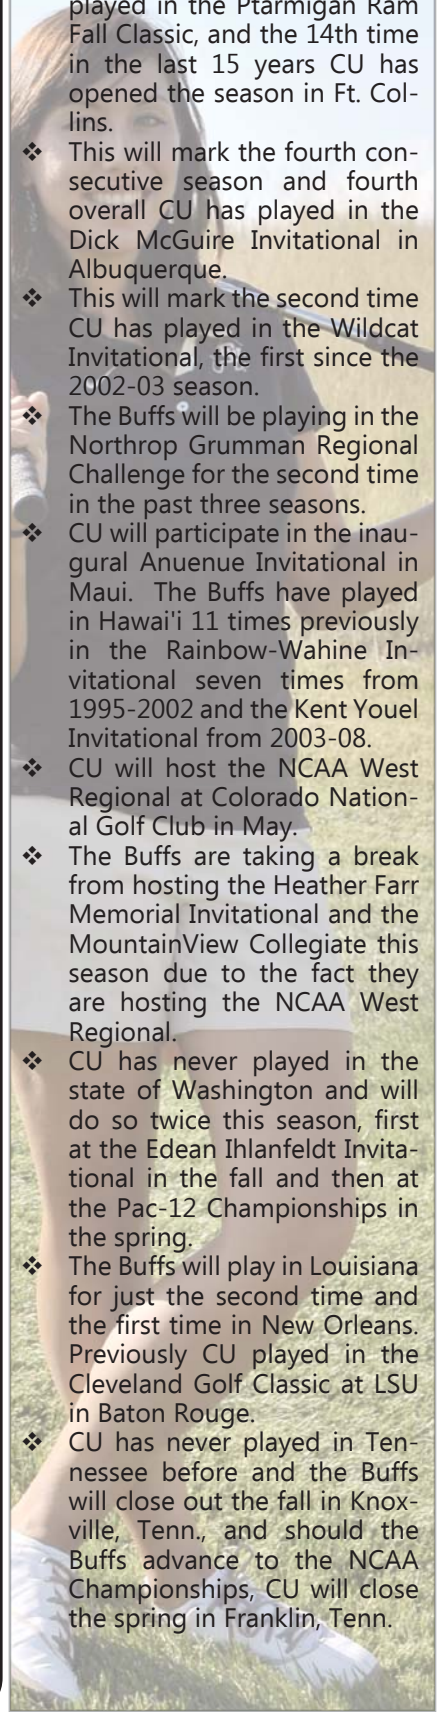 played in the Ptarmigan Ram
Fall Classic, and the 14th time
in the last 15 years CU has
opened the season in Ft. Col-
lins.
❖ This will mark the fourth con-
secutive season and fourth
overall CU has played in the
Dick McGuire Invitational in
Albuquerque.
❖ This will mark the second time
CU has played in the Wildcat
Invitational, the first since the
2002-03 season.
❖ The Buffs will be playing in the
Northrop Grumman Regional
Challenge for the second time
in the past three seasons.
❖ CU will participate in the inau-
gural Anuenue Invitational in
Maui. The Buffs have played
in Hawai'i 11 times previously
in the Rainbow-Wahine In-
vitational seven times from
1995-2002 and the Kent Youel
Invitational from 2003-08.
❖ CU will host the NCAA West
Regional at Colorado Nation-
al Golf Club in May.
❖ The Buffs are taking a break
from hosting the Heather Farr
Memorial Invitational and the
MountainView Collegiate this
season due to the fact they
are hosting the NCAA West
Regional.
❖ CU has never played in the
state of Washington and will
do so twice this season, first
at the Edean Ihlanfeldt Invita-
tional in the fall and then at
the Pac-12 Championships in
the spring.
❖ The Buffs will play in Louisiana
for just the second time and
the first time in New Orleans.
Previously CU played in the
Cleveland Golf Classic at LSU
in Baton Rouge.
❖ CU has never played in Ten-
nessee before and the Buffs
will close out the fall in Knox-
ville, Tenn., and should the
Buffs advance to the NCAA
Championships, CU will close
the spring in Franklin, Tenn.